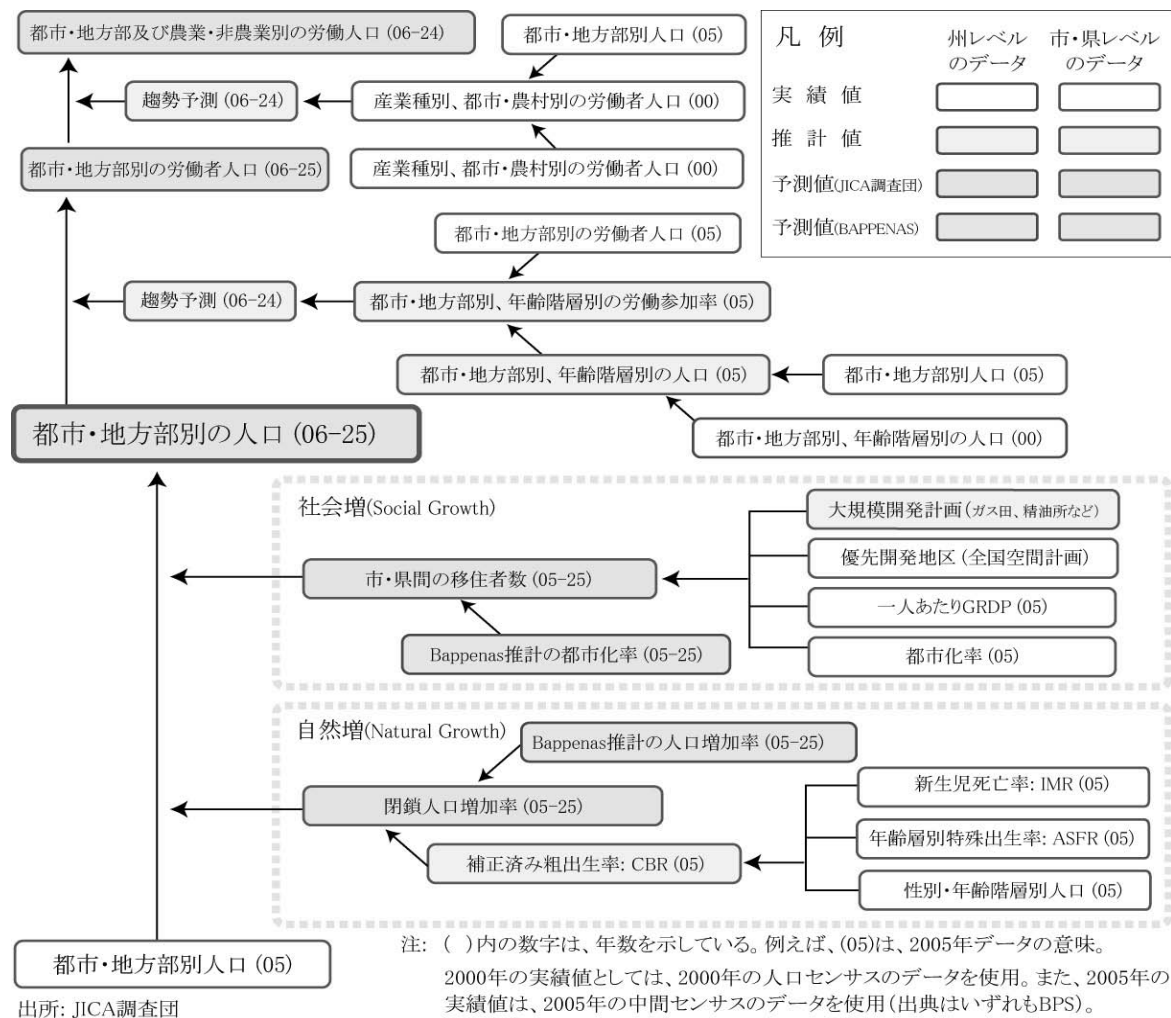 都市・地方部及び農業・非農業別の労働人口 (06-24)
都市・地方部別人口 (05)
趨勢予測 (06-24)
産業種別、都市・農村別の労働者人口 (00)
都市・地方部別の労働者人口 (06-25)
産業種別、都市・農村別の労働者人口 (00)
凡 例
州レベル
のデータ
市・県レベル
のデータ
実 績 値
推 計 値
予測値(JICA調査団)
予測値(BAPPENAS)
都市・地方部別の労働者人口 (05)
趨勢予測 (06-24)
都市・地方部別、年齢階層別の労働参加率 (05)
都市・地方部別、年齢階層別の人口 (05)
都市・地方部別人口 (05)
都市・地方部別の人口 (06-25)
都市・地方部別、年齢階層別の人口 (00)
社会増(Social Growth)
大規模開発計画 (ガス田、精油所など)
優先開発地区 (全国空間計画)
市・県間の移住者数 (05-25)
一人あたりGRDP (05)
Bappenas推計の都市化率 (05-25)
都市化率 (05)
自然増(Natural Growth)
Bappenas推計の人口増加率 (05-25)
新生児死亡率: IMR (05)
閉鎖人口増加率 (05-25)
年齢層別特殊出生率: ASFR (05)
補正済み粗出生率: CBR (05)
性別・年齢階層別人口 (05)
都市・地方部別人口 (05)
注: ( )内の数字は、年数を示している。例えば、(05)は、2005年データの意味。
2000年の実績値としては、2000年の人口センサスのデータを使用。また、2005年の
実績値は、2005年の中間センサスのデータを使用(出典はいずれもBPS)。
出所: JICA調査団